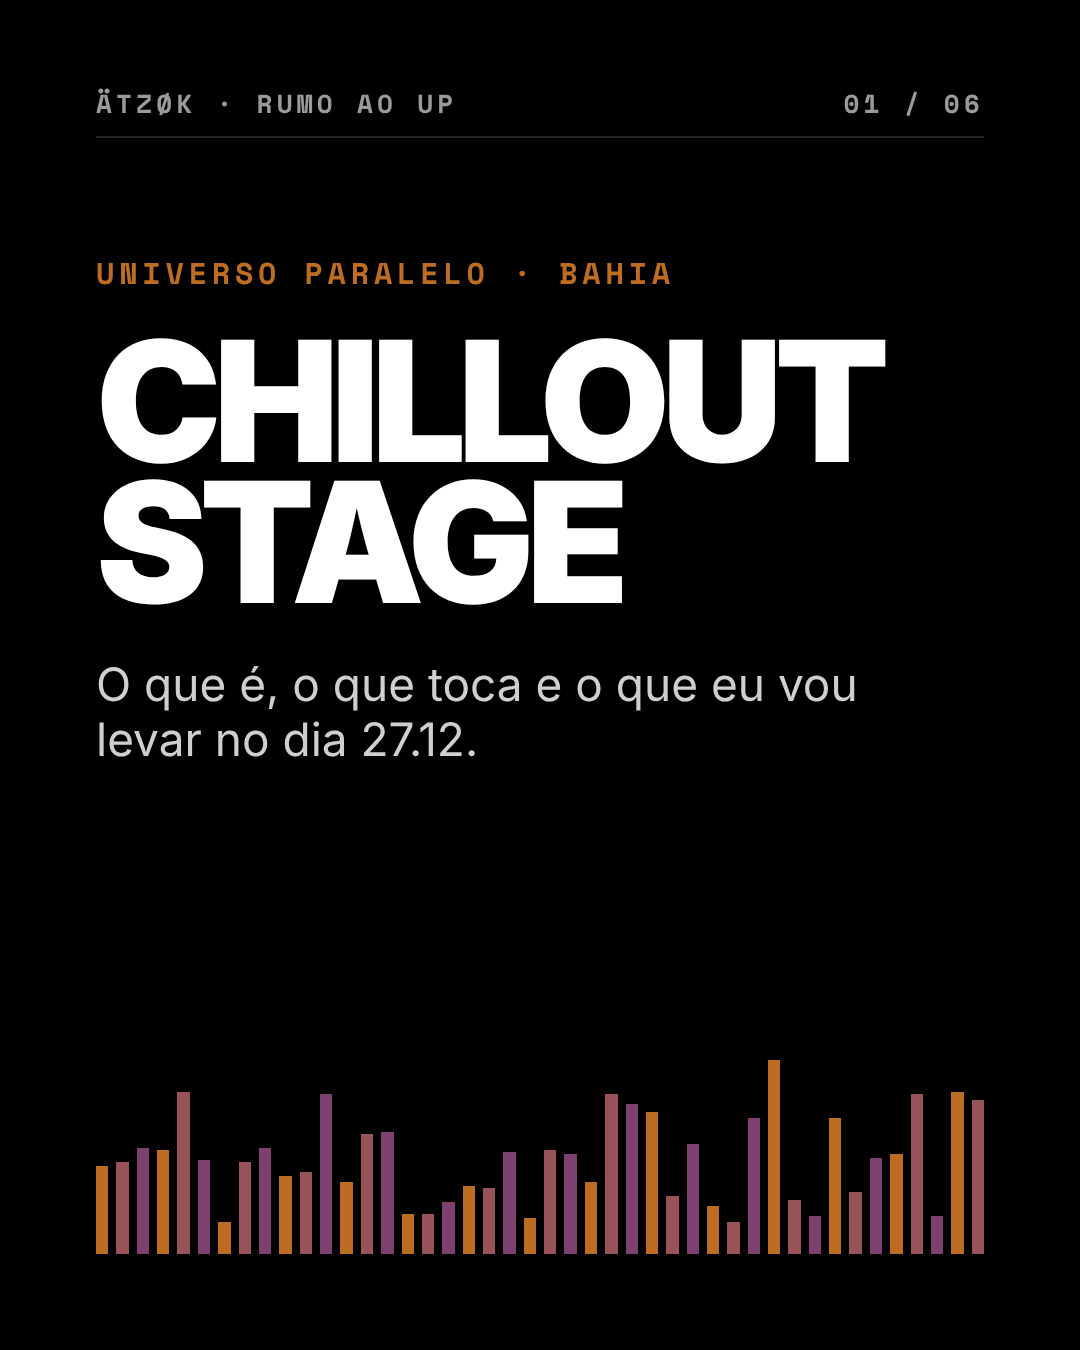 ÄTZØK · RUMO AO UP
01 / 06
UNIVERSO PARALELO · BAHIA
CHILLOUT
STAGE
O que é, o que toca e o que eu vou
levar no dia 27.12.